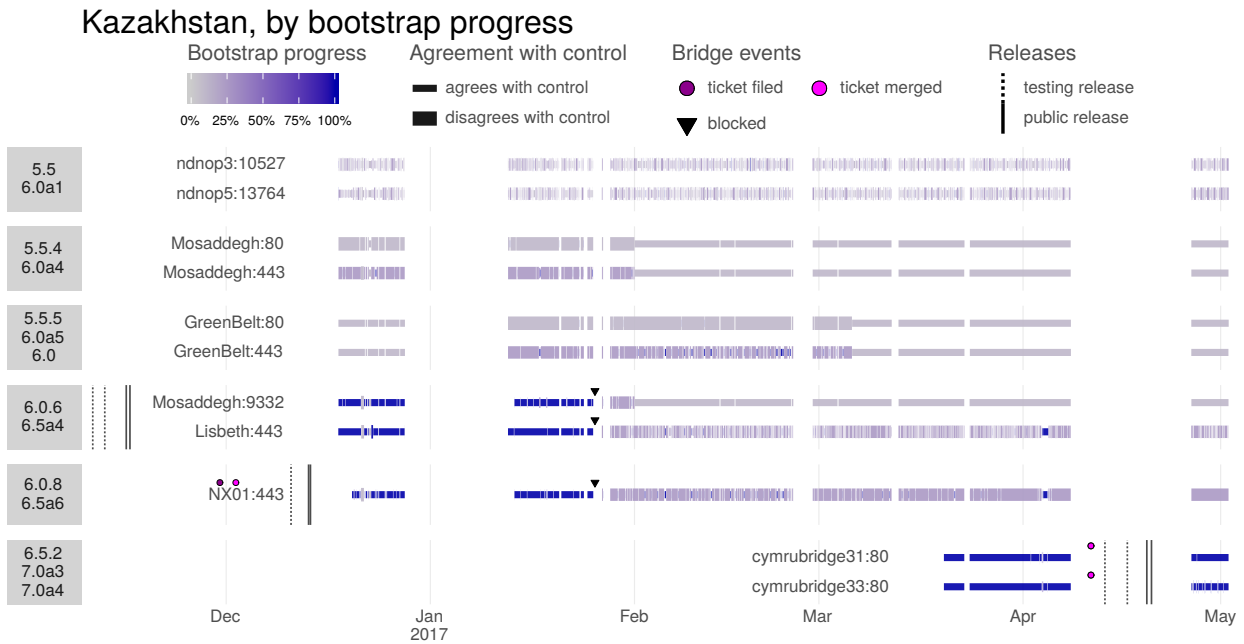 Kazakhstan, by bootstrap progress
Bootstrap progress
0% 25% 50% 75% 100%
Agreement with control
agrees with control
disagrees with control
Bridge events
ticket filed ticket merged
blocked
Releases
testing release
public release
5.5
6.0a1
ndnop3:10527
ndnop5:13764
5.5.4
6.0a4
Mosaddegh:80
Mosaddegh:443
5.5.5
6.0a5
6.0
GreenBelt:80
GreenBelt:443
6.0.6
6.5a4
Mosaddegh:9332
Lisbeth:443
6.0.8
6.5a6
NX01:443
6.5.2
7.0a3
7.0a4
cymrubridge31:80
cymrubridge33:80
Dec Jan Feb Mar Apr May
2017